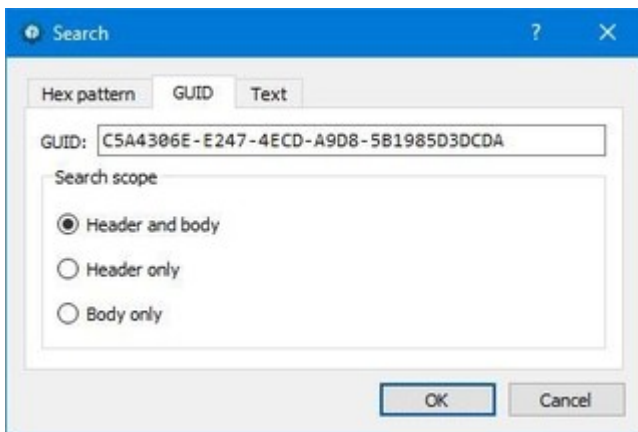 Search
Hex pattern GUID Text
GUID: C5A4306E-E247-4ECD-A9D8-5B1985D3DCDA
Search scope
Header and body
Header only
Body only
OK Cancel